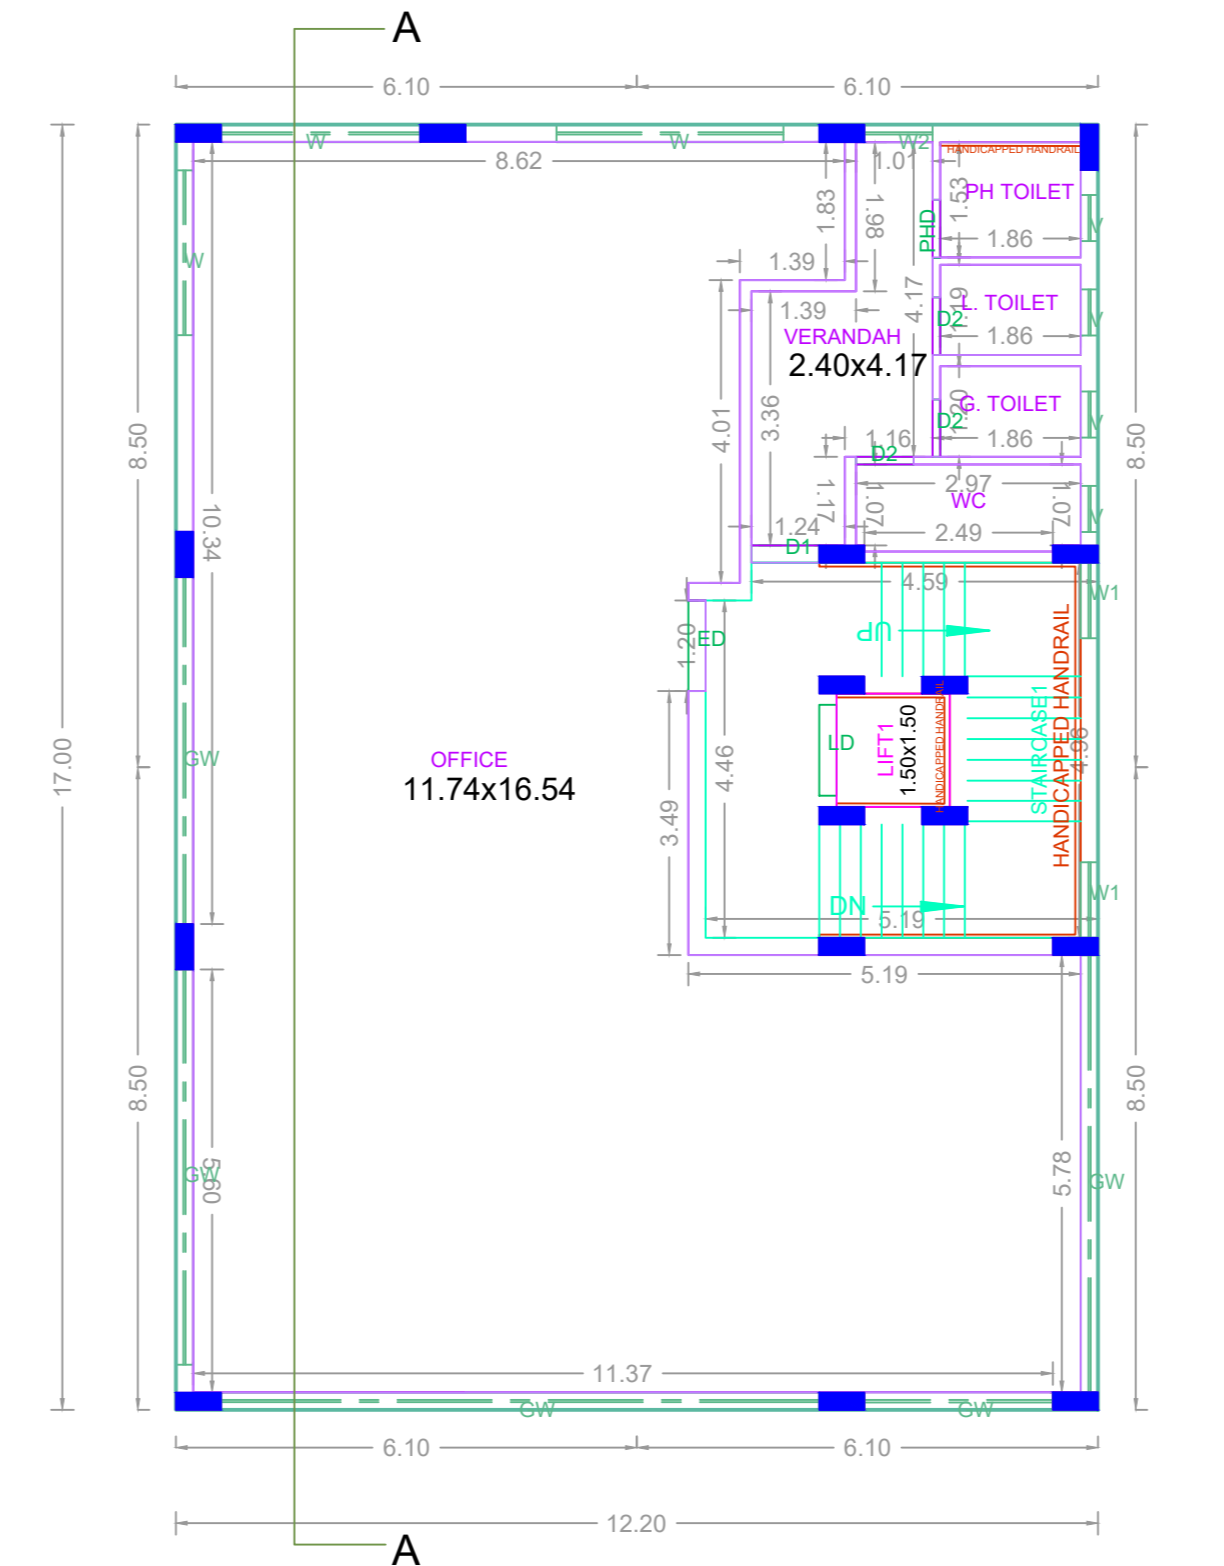 A
6.10
6.10
W
W
W2
HANDICAPPED HANDRAIL
8.62
1.01
1.53
PH TOILET
1.83
1.98
PHD
1.86
V
W
1.39
4.17
1.19
L. TOILET
1.39
D2
V
VERANDAH
1.86
2.40x4.17
1.20
G. TOILET
4.01
3.36
D2
V
8.50
8.50
1.16
1.86
D2
2.97
WC
1.17
1.07
1.07
V
10.34
1.24
2.49
D1
4.59
W1
1.20
ED
UP
HANDICAPPED HANDRAIL
STAIRCASE1
4.96
17.00
GW
OFFICE
11.74x16.54
4.46
LD
LIFT1
1.50x1.50
HANDICAPPED HANDRAIL
3.49
W1
DN
5.19
5.19
8.50
8.50
GW
5.60
5.78
GW
11.37
GW
GW
6.10
6.10
12.20
A